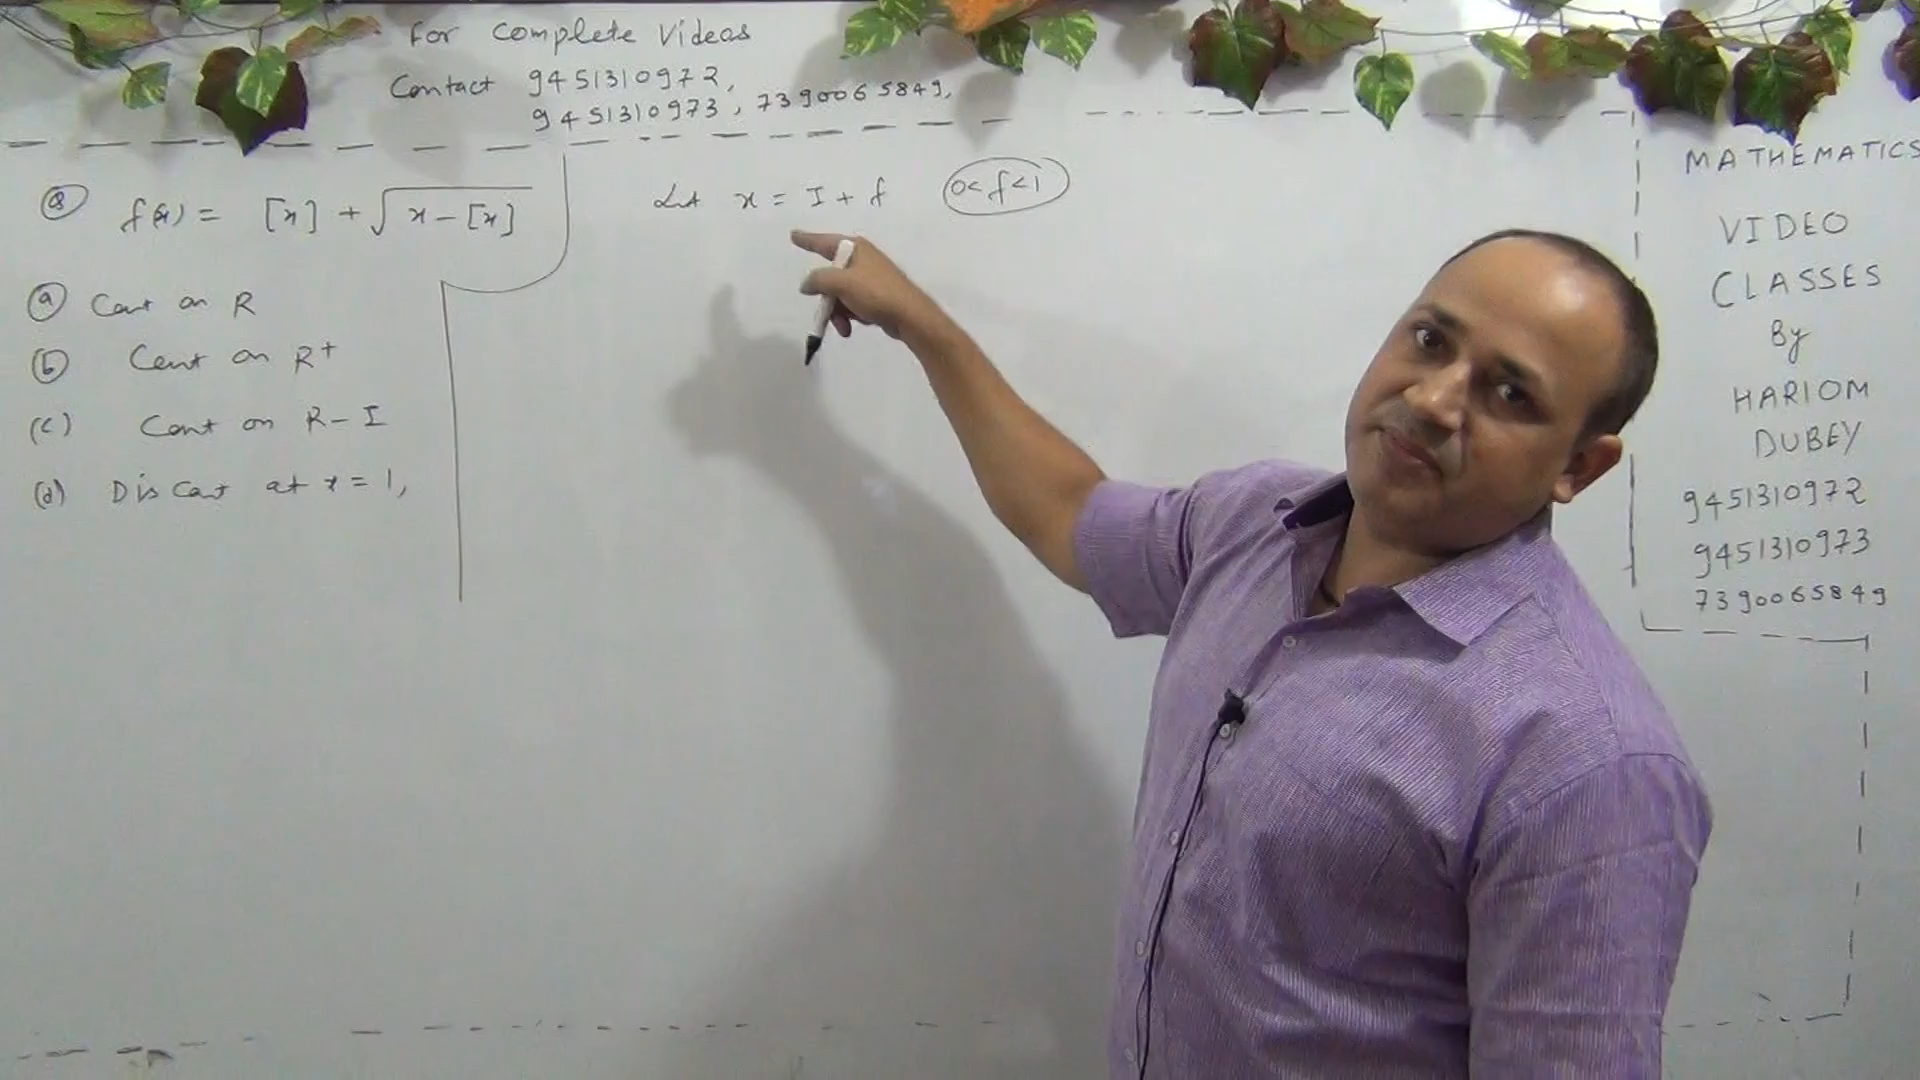 For Complete Videos
Contact 9451310972,
9451310973, 7390065849,
Q f(x) = [x] + √x - [x]
(a) Cont on R
(b) Cont on R+
(c) Cont on R - I
(d) Dis Cont at x = 1,
Let x = I + f 0<f<1
MATHEMATICS
VIDEO
CLASSES
By
HARIOM
DUBEY
9451310972
9451310973
7390065849